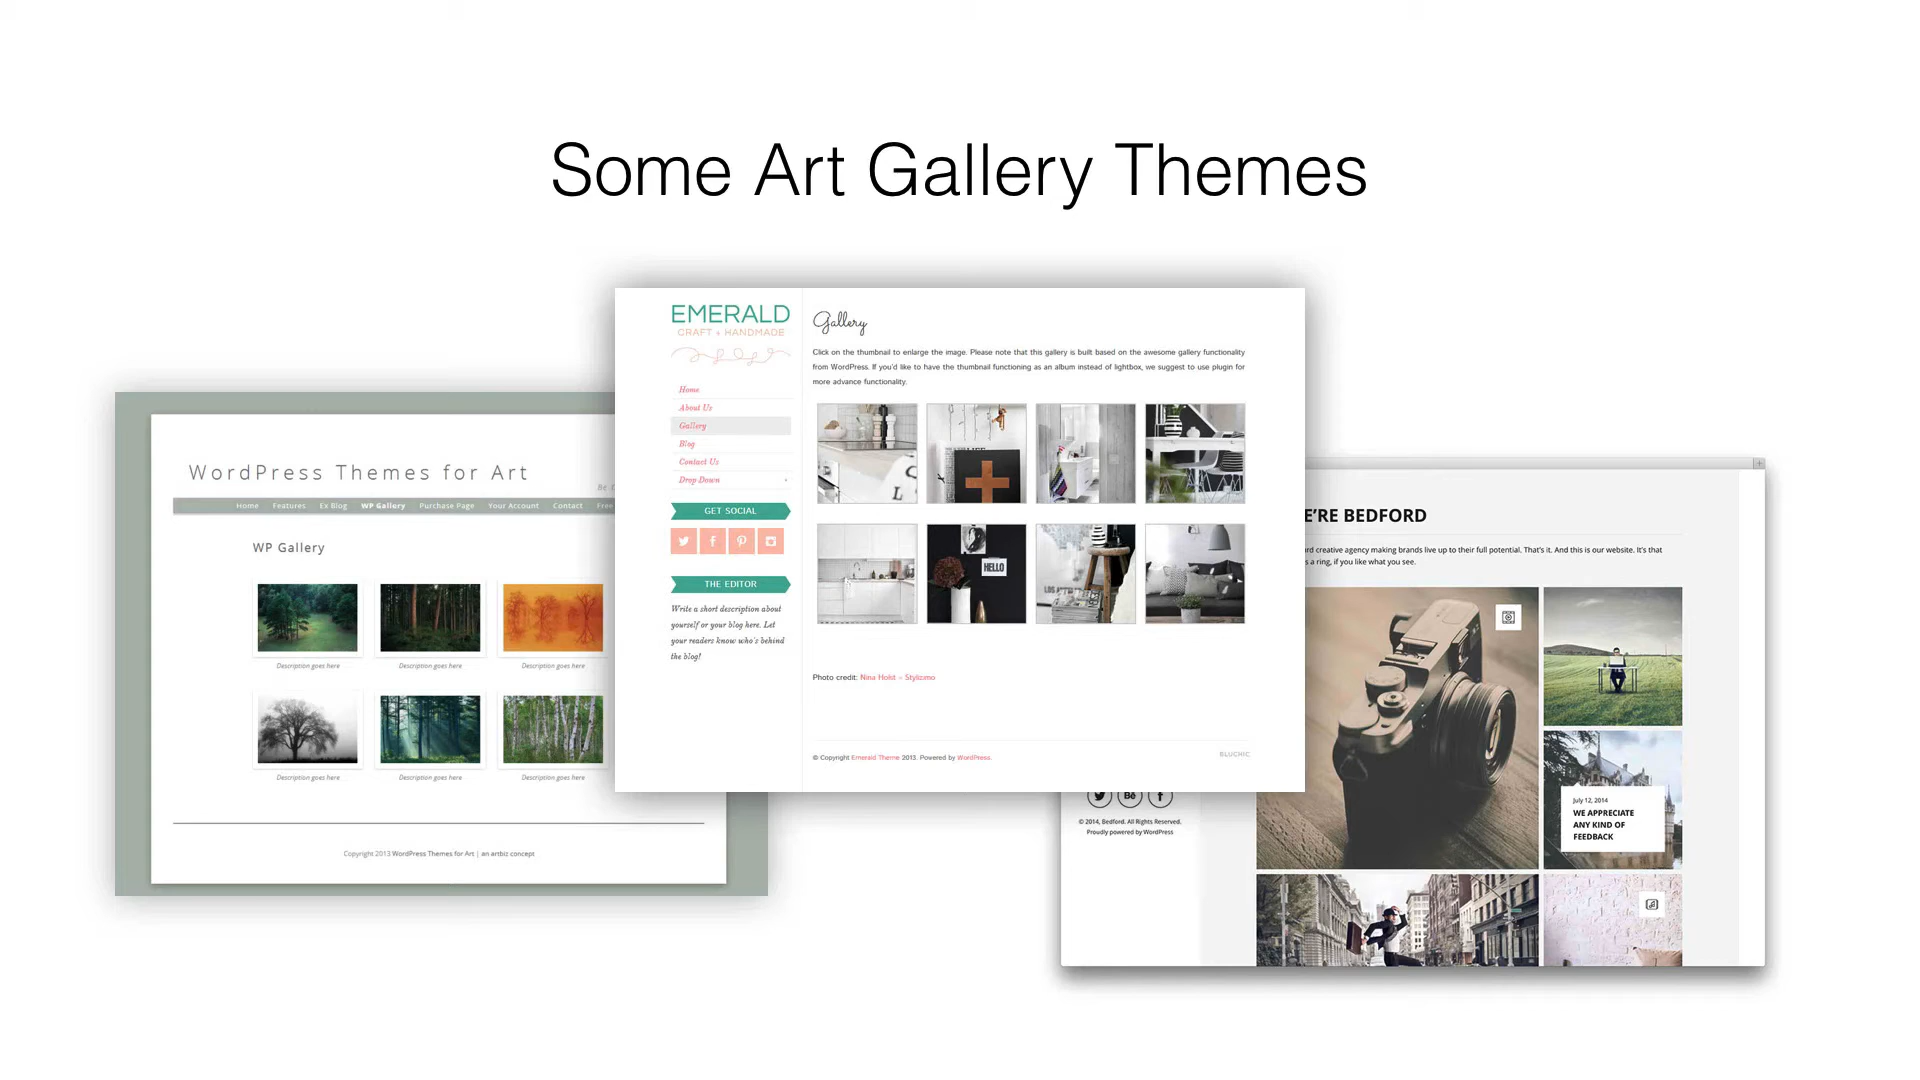 Some Art Gallery Themes
WordPress Themes for Art
Home Features Ex Blog WP Gallery Purchase Page Your Account Contact Free
WP Gallery
Description goes here Description goes here Description goes here
Description goes here Description goes here Description goes here
Copyright 2013 WordPress Themes for Art | an artbiz concept
EMERALD
CRAFT + HANDMADE
Home
About Us
Gallery
Blog
Contact Us
Drop Down
GET SOCIAL
THE EDITOR
Write a short description about
yourself or your blog here. Let
your readers know who's behind
the blog!
Gallery
Click on the thumbnail to enlarge the image. Please note that this gallery is built based on the awesome gallery functionality
from WordPress. If you'd like to have the thumbnail functioning as an album instead of lightbox, we suggest to use plugin for
more advance functionality.
HELLO
Photo credit: Nina Holst – Stylizimo
© Copyright Emerald Theme 2013. Powered by WordPress.
BLUCHIC
E'RE BEDFORD
creative agency making brands live up to their full potential. That's it. And this is our website. It's that
s a ring, if you like what you see.
Bē
© 2014, Bedford. All Rights Reserved.
Proudly powered by WordPress
July 12, 2014
WE APPRECIATE
ANY KIND OF
FEEDBACK